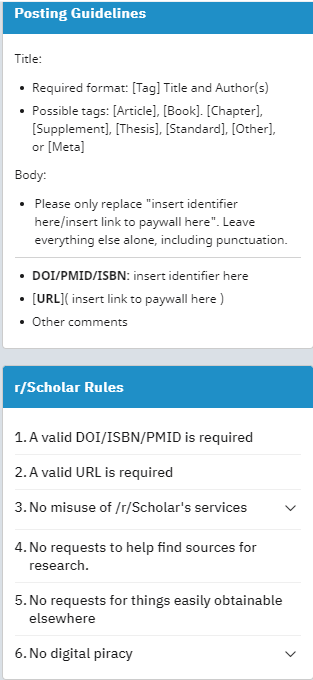 Posting Guidelines
Title:
• Required format: [Tag] Title and Author(s)
• Possible tags: [Article], [Book]. [Chapter],
[Supplement], [Thesis], [Standard], [Other],
or [Meta]
Body:
• Please only replace "insert identifier
here/insert link to paywall here". Leave
everything else alone, including punctuation.
• DOI/PMID/ISBN: insert identifier here
• [URL]( insert link to paywall here )
• Other comments
r/Scholar Rules
1. A valid DOI/ISBN/PMID is required
2. A valid URL is required
3. No misuse of /r/Scholar's services
4. No requests to help find sources for
research.
5. No requests for things easily obtainable
elsewhere
6. No digital piracy